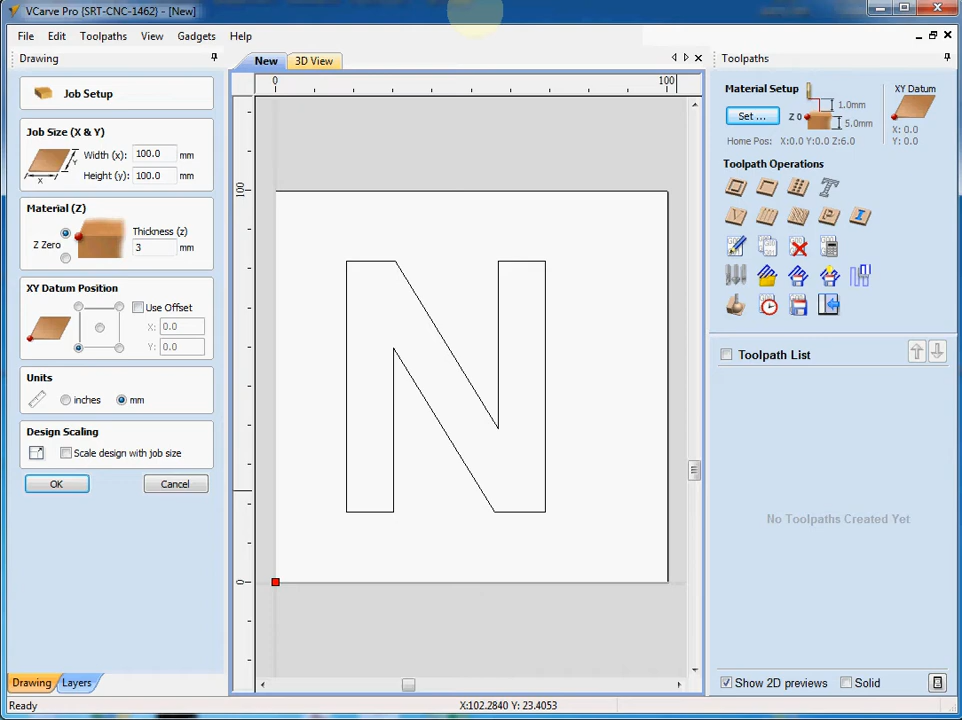 VCarve Pro {SRT-CNC-1462} - [New]
File Edit Toolpaths View Gadgets Help
Drawing
Job Setup
Job Size (X & Y)
Width (x): 100.0 mm
Height (y): 100.0 mm
Y
X
Material (Z)
Z Zero
Thickness (z)
3 mm
XY Datum Position
Use Offset
X: 0.0
Y: 0.0
Units
inches mm
Design Scaling
Scale design with job size
OK Cancel
Drawing Layers
New 3D View
0 100
100
0
N
Toolpaths
Material Setup
Set ...
Z 0
1.0mm
5.0mm
XY Datum
X: 0.0
Y: 0.0
Home Pos: X:0.0 Y:0.0 Z:6.0
Toolpath Operations
Toolpath List
No Toolpaths Created Yet
Show 2D previews Solid
Ready
X:102.2840 Y: 23.4053